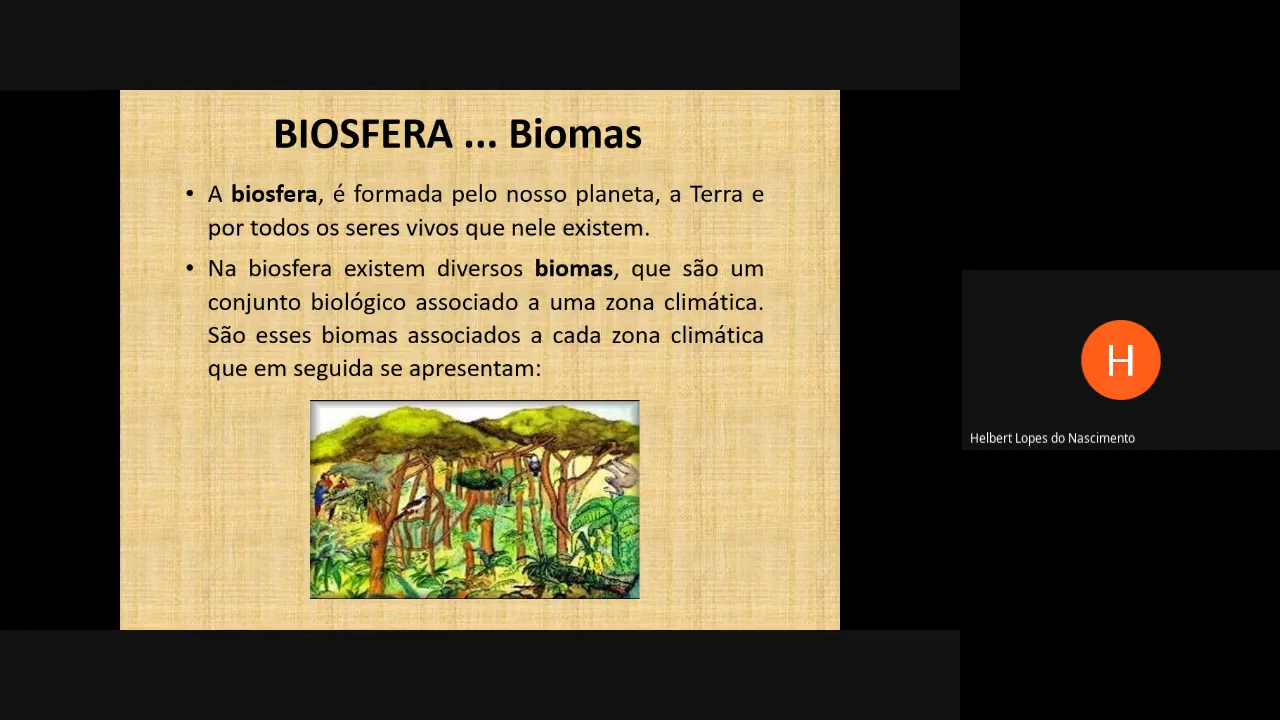 BIOSFERA ... Biomas
• A biosfera, é formada pelo nosso planeta, a Terra e
por todos os seres vivos que nele existem.
• Na biosfera existem diversos biomas, que são um
conjunto biológico associado a uma zona climática.
São esses biomas associados a cada zona climática
que em seguida se apresentam:
H
Helbert Lopes do Nascimento